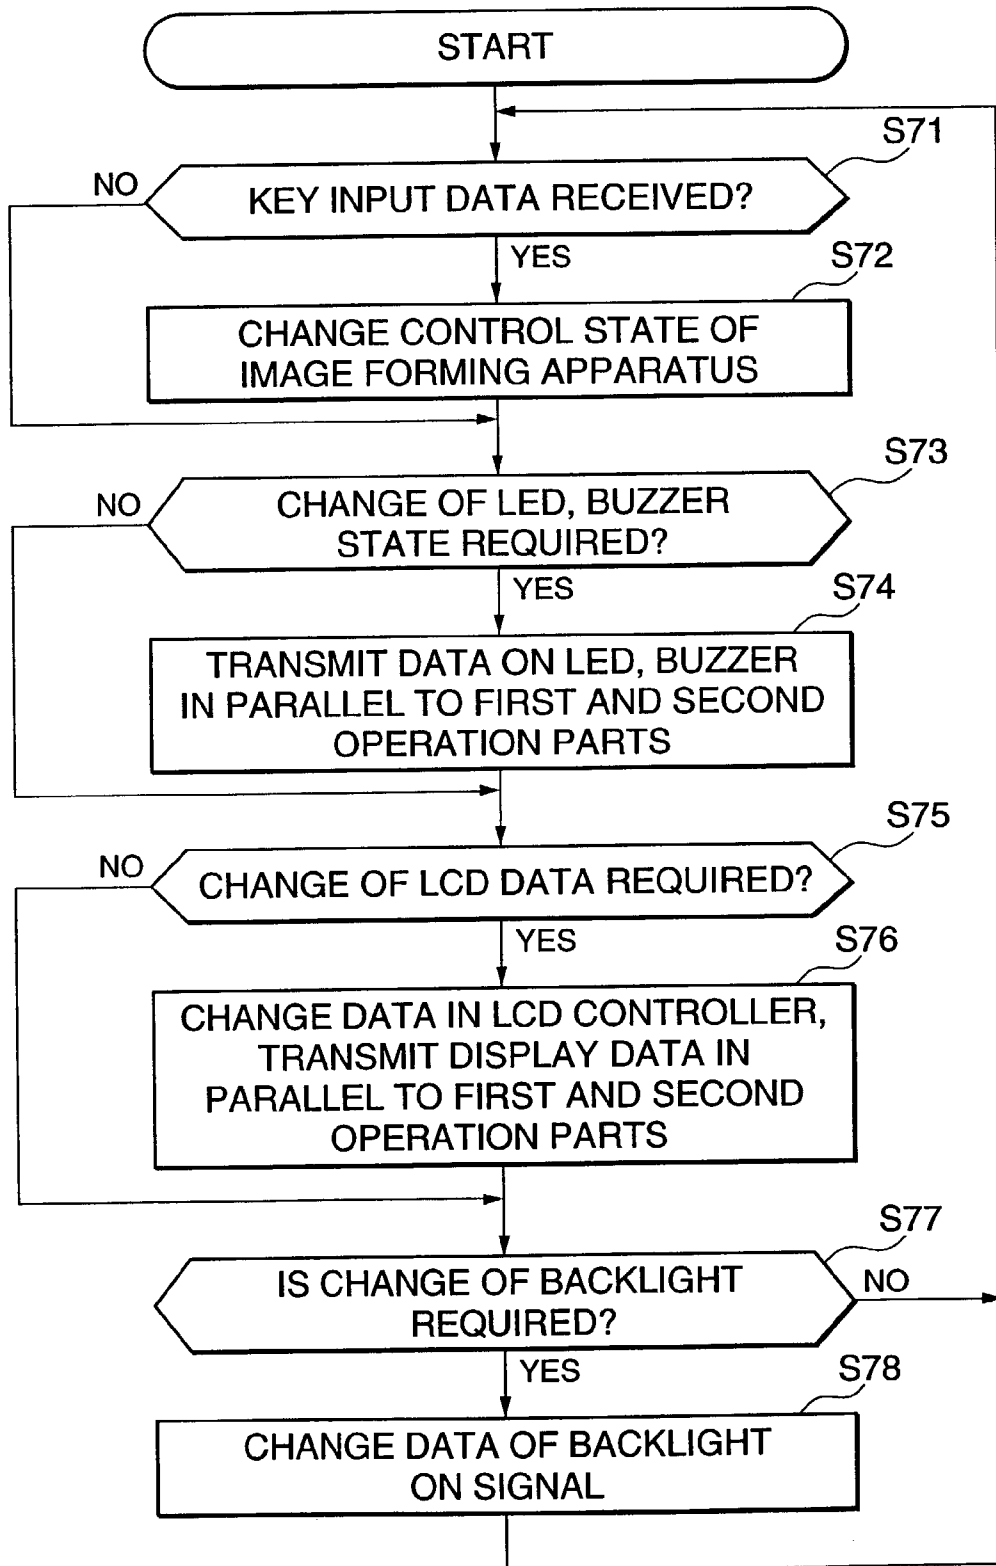 START
S71
NO
KEY INPUT DATA RECEIVED?
YES
S72
CHANGE CONTROL STATE OF
IMAGE FORMING APPARATUS
S73
NO
CHANGE OF LED, BUZZER
STATE REQUIRED?
YES
S74
TRANSMIT DATA ON LED, BUZZER
IN PARALLEL TO FIRST AND SECOND
OPERATION PARTS
S75
NO
CHANGE OF LCD DATA REQUIRED?
YES
S76
CHANGE DATA IN LCD CONTROLLER,
TRANSMIT DISPLAY DATA IN
PARALLEL TO FIRST AND SECOND
OPERATION PARTS
S77
IS CHANGE OF BACKLIGHT
REQUIRED?
NO
YES
S78
CHANGE DATA OF BACKLIGHT
ON SIGNAL